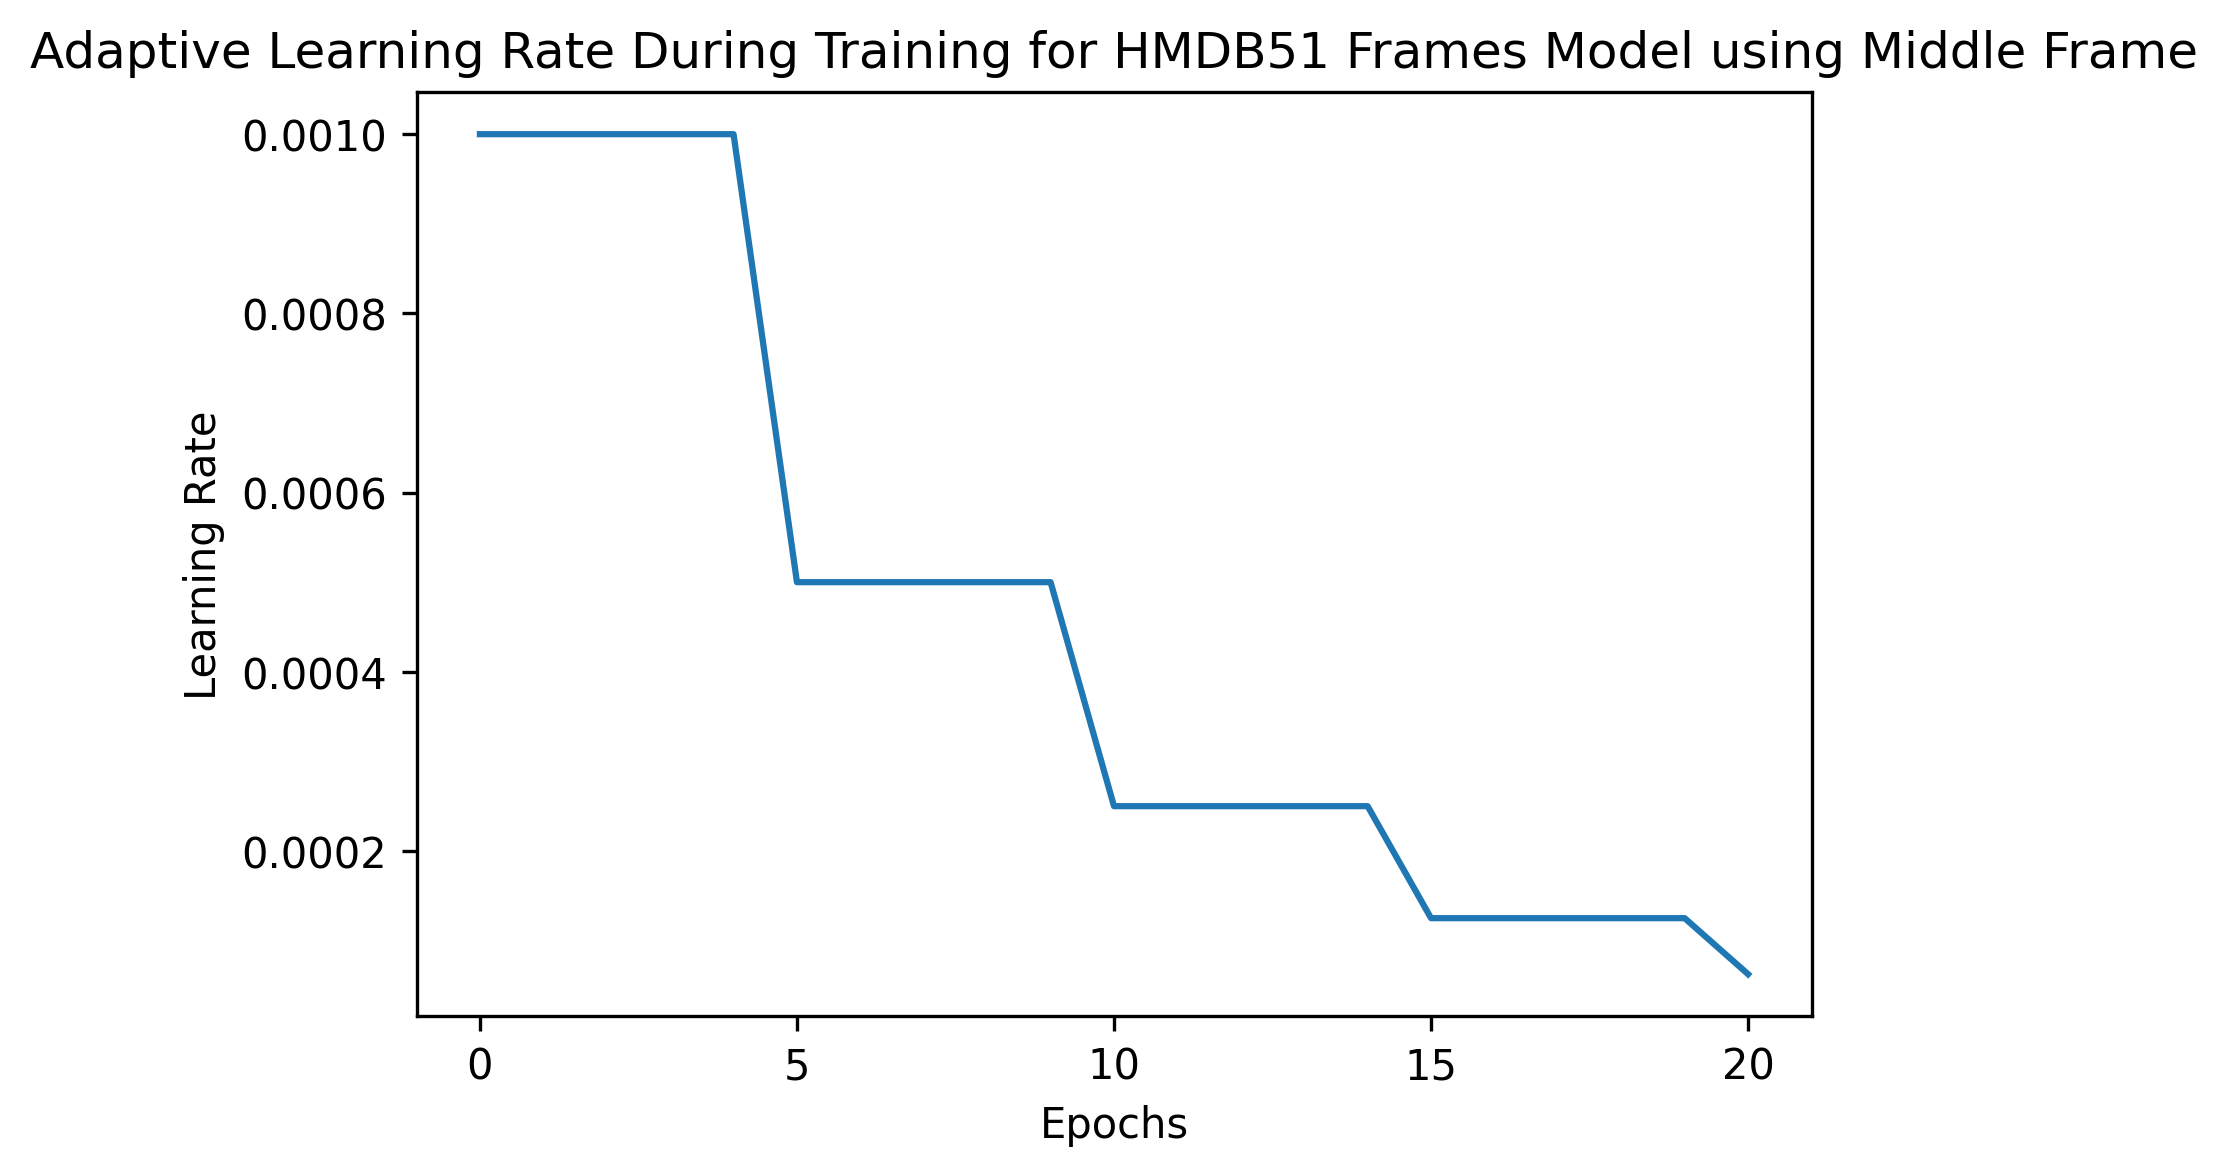 Adaptive Learning Rate During Training for HMDB51 Frames Model using Middle Frame
0.0010
0.0008
0.0006
0.0004
0.0002
Learning Rate
0 5 10 15 20
Epochs